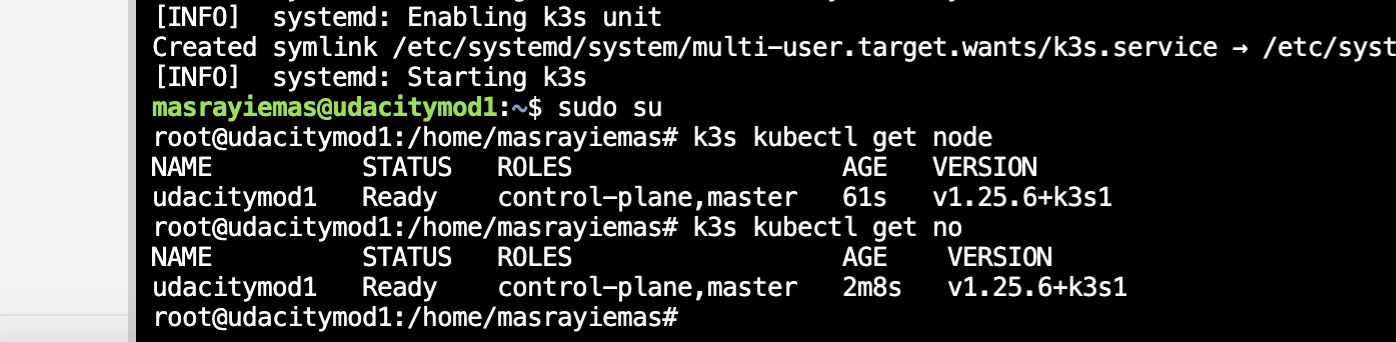 [INFO]  systemd: Enabling k3s unit
Created symlink /etc/systemd/system/multi-user.target.wants/k3s.service → /etc/syst
[INFO]  systemd: Starting k3s
masrayiemas@udacitymod1:~$ sudo su
root@udacitymod1:/home/masrayiemas# k3s kubectl get node
NAME          STATUS   ROLES                  AGE   VERSION
udacitymod1   Ready    control-plane,master   61s   v1.25.6+k3s1
root@udacitymod1:/home/masrayiemas# k3s kubectl get no
NAME          STATUS   ROLES                  AGE    VERSION
udacitymod1   Ready    control-plane,master   2m8s   v1.25.6+k3s1
root@udacitymod1:/home/masrayiemas#